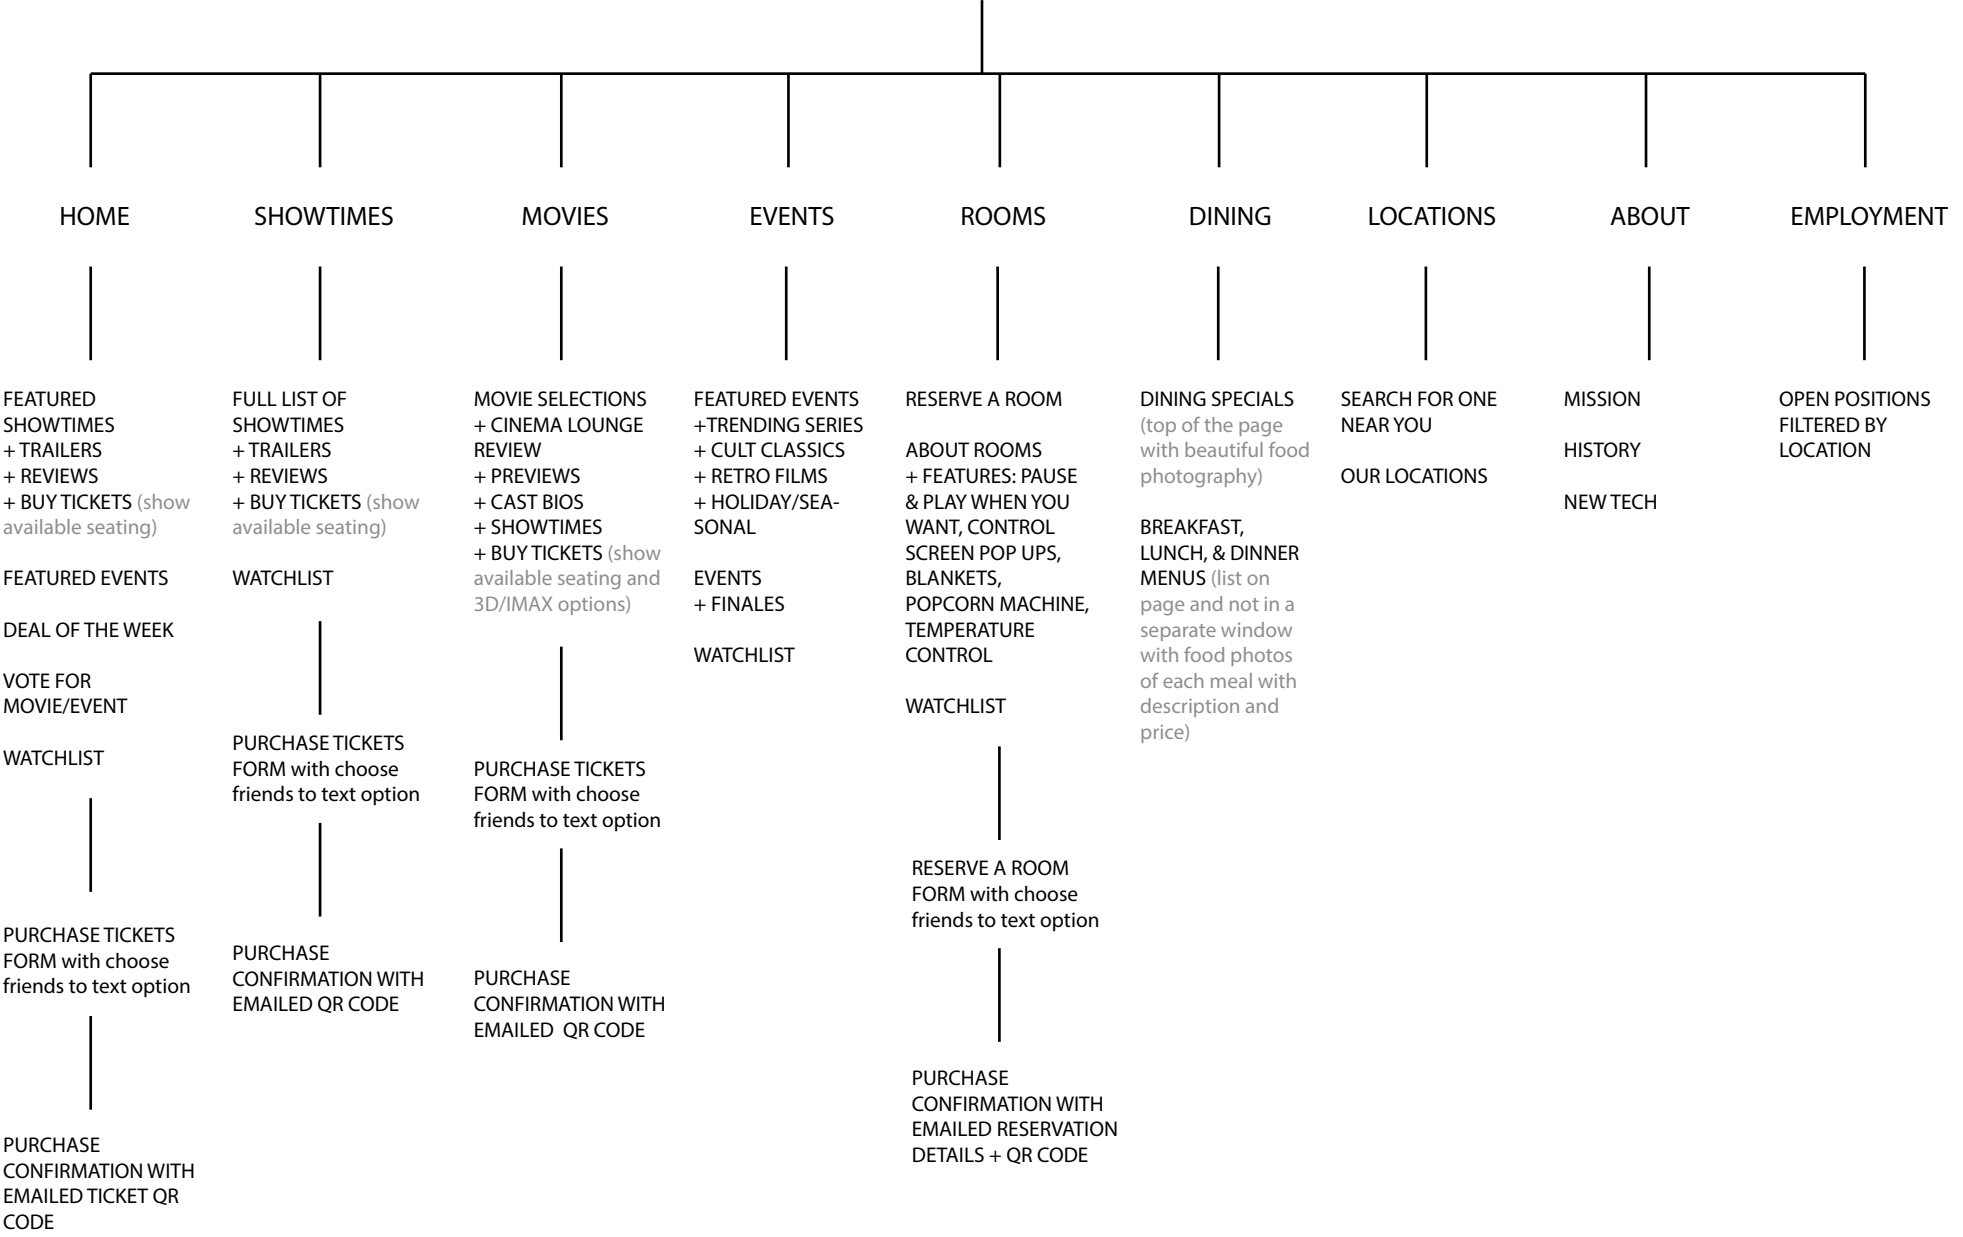 HOME
SHOWTIMES
MOVIES
EVENTS
ROOMS
DINING
LOCATIONS
ABOUT
EMPLOYMENT
FEATURED
SHOWTIMES
+ TRAILERS
+ REVIEWS
+ BUY TICKETS (show
available seating)
FEATURED EVENTS
DEAL OF THE WEEK
VOTE FOR
MOVIE/EVENT
WATCHLIST
PURCHASE TICKETS
FORM with choose
friends to text option
PURCHASE
CONFIRMATION WITH
EMAILED TICKET QR
CODE
FULL LIST OF
SHOWTIMES
+ TRAILERS
+ REVIEWS
+ BUY TICKETS (show
available seating)
WATCHLIST
PURCHASE TICKETS
FORM with choose
friends to text option
PURCHASE
CONFIRMATION WITH
EMAILED QR CODE
MOVIE SELECTIONS
+ CINEMA LOUNGE
REVIEW
+ PREVIEWS
+ CAST BIOS
+ SHOWTIMES
+ BUY TICKETS (show
available seating and
3D/IMAX options)
PURCHASE TICKETS
FORM with choose
friends to text option
PURCHASE
CONFIRMATION WITH
EMAILED  QR CODE
FEATURED EVENTS
+TRENDING SERIES
+ CULT CLASSICS
+ RETRO FILMS
+ HOLIDAY/SEA-
SONAL
EVENTS
+ FINALES
WATCHLIST
RESERVE A ROOM
ABOUT ROOMS
+ FEATURES: PAUSE
& PLAY WHEN YOU
WANT, CONTROL
SCREEN POP UPS,
BLANKETS,
POPCORN MACHINE,
TEMPERATURE
CONTROL
WATCHLIST
RESERVE A ROOM
FORM with choose
friends to text option
PURCHASE
CONFIRMATION WITH
EMAILED RESERVATION
DETAILS + QR CODE
DINING SPECIALS
(top of the page
with beautiful food
photography)
BREAKFAST,
LUNCH, & DINNER
MENUS (list on
page and not in a
separate window
with food photos
of each meal with
description and
price)
SEARCH FOR ONE
NEAR YOU
OUR LOCATIONS
MISSION
HISTORY
NEW TECH
OPEN POSITIONS
FILTERED BY
LOCATION